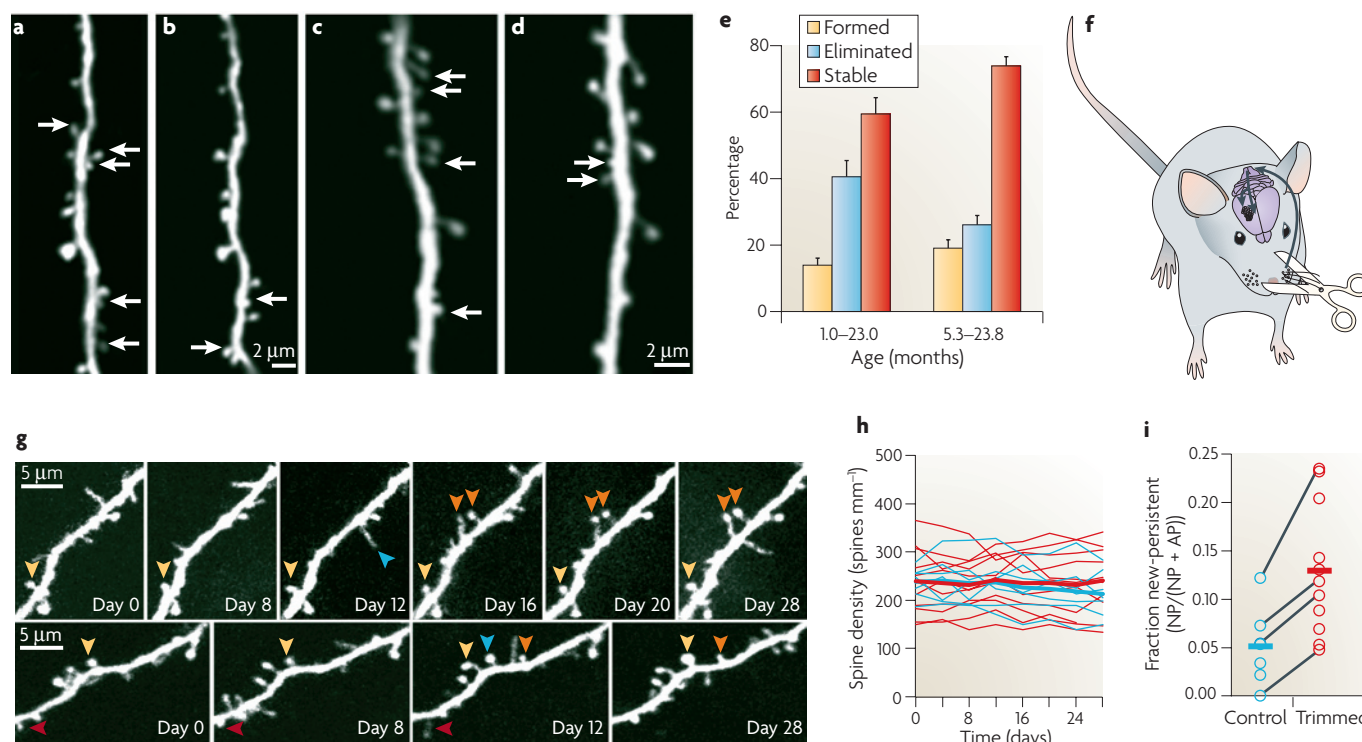 a
b
2 µm
c
d
2 µm
e
Formed
Eliminated
Stable
80
60
40
20
0
Percentage
1.0–23.0
5.3–23.8
Age (months)
f
g
5 µm
Day 0
Day 8
Day 12
Day 16
Day 20
Day 28
5 µm
Day 0
Day 8
Day 12
Day 28
h
500
400
300
200
100
0
Spine density (spines mm⁻¹)
0
8
16
24
Time (days)
i
Fraction new-persistent
(NP/(NP + AP))
0.25
0.20
0.15
0.10
0.05
0.00
Control
Trimmed